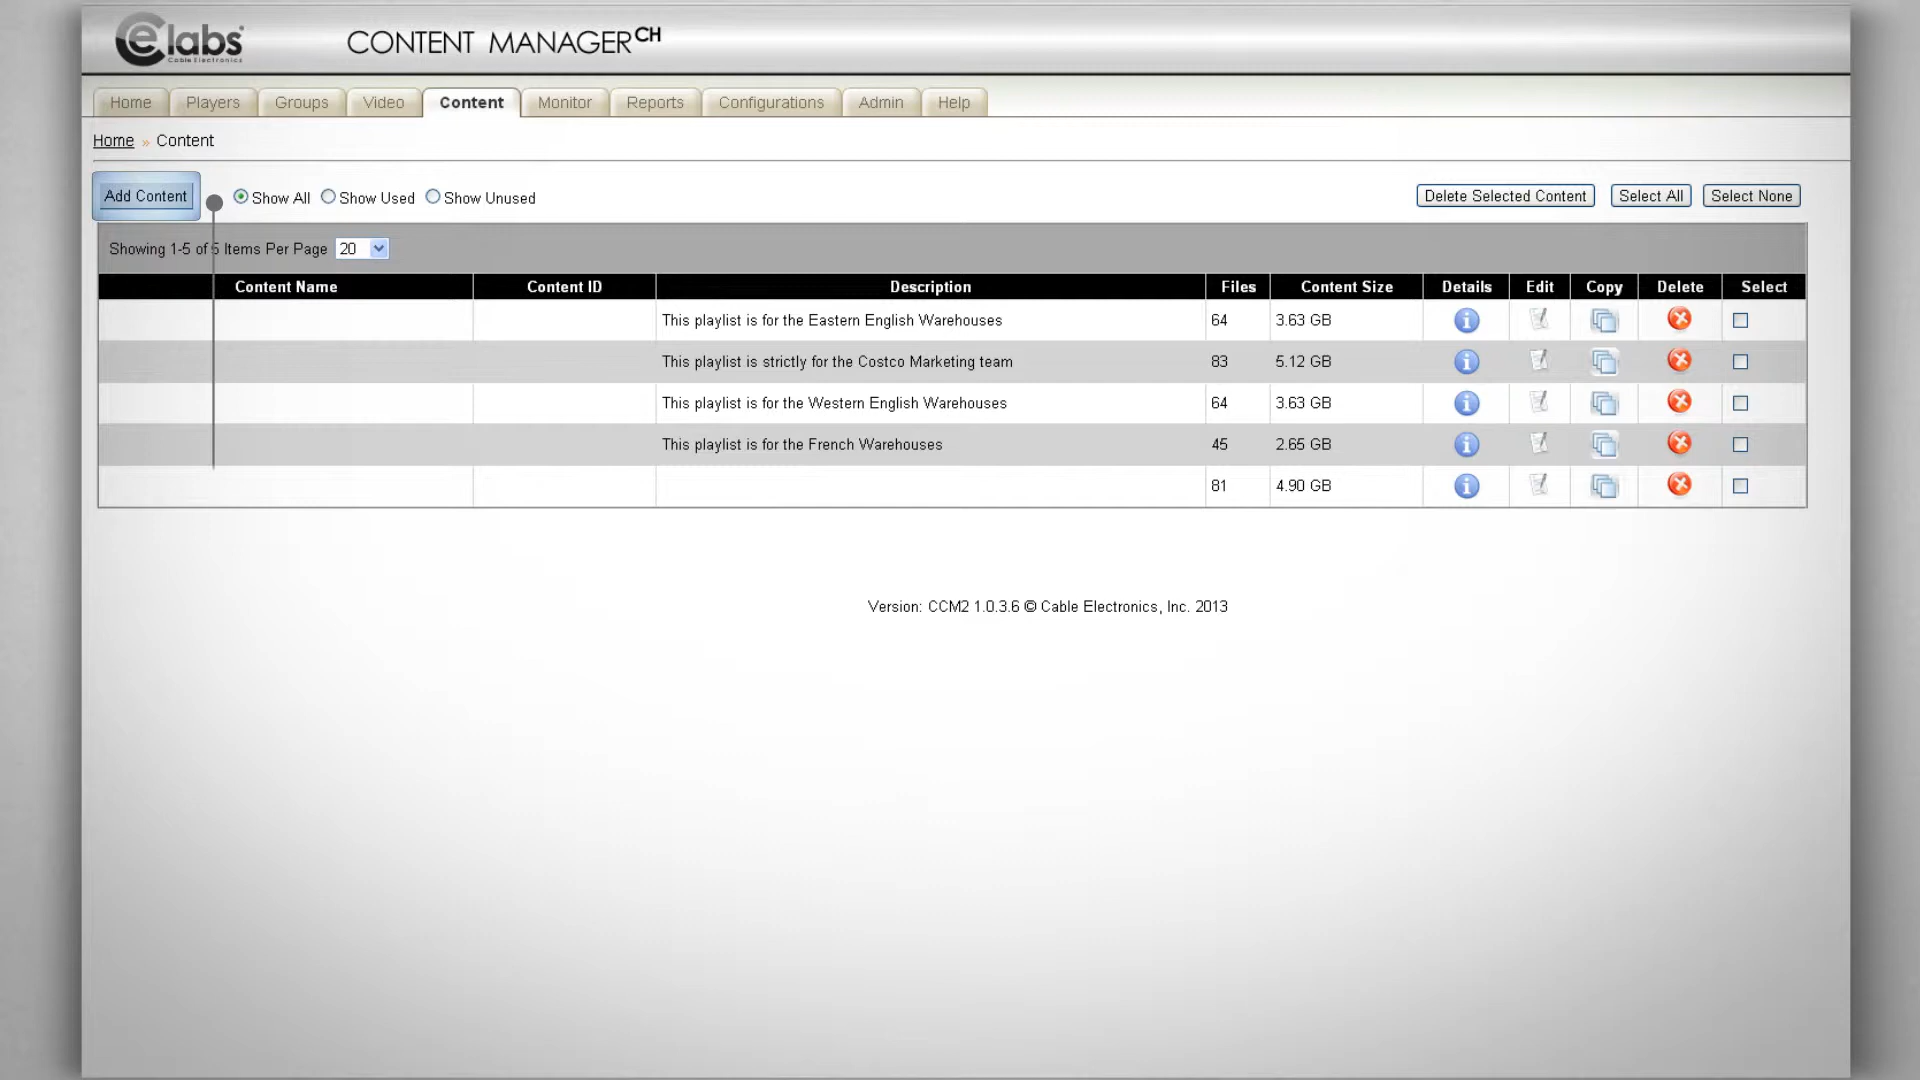 elabs
Cable Electronics
CONTENT MANAGER CH
Home Players Groups Video Content Monitor Reports Configurations Admin Help
Home » Content
Add Content Show All Show Used Show Unused Delete Selected Content Select All Select None
Showing 1-5 of 5 Items Per Page 20
Content Name Content ID Description Files Content Size Details Edit Copy Delete Select
This playlist is for the Eastern English Warehouses 64 3.63 GB
This playlist is strictly for the Costco Marketing team 83 5.12 GB
This playlist is for the Western English Warehouses 64 3.63 GB
This playlist is for the French Warehouses 45 2.65 GB
81 4.90 GB
Version: CCM2 1.0.3.6 © Cable Electronics, Inc. 2013